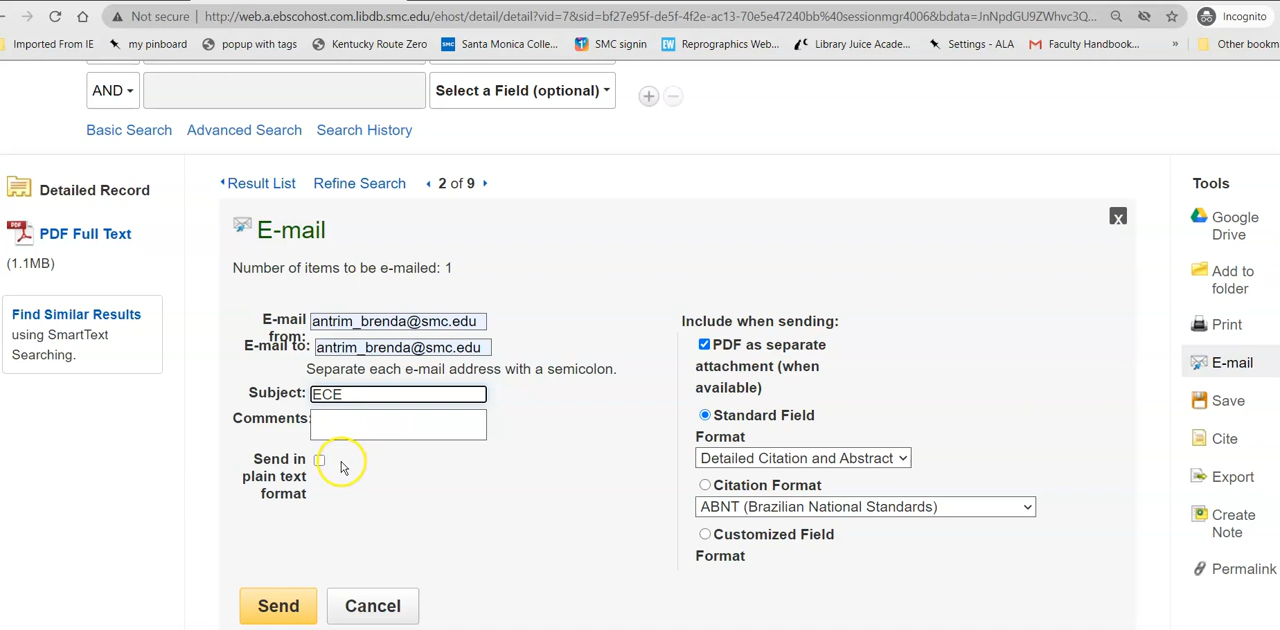 Not secure | http://web.a.ebscohost.com.libdb.smc.edu/ehost/detail/detail?vid=7&sid=bf27e95f-de5f-4f2e-ac13-70e5e47240bb%40sessionmgr4006&bdata=JnNpdGU9ZWhvc3Q... Incognito
Imported From IE my pinboard popup with tags Kentucky Route Zero SMC Santa Monica Colle... SMC signin EW Reprographics Web... Library Juice Acade... Settings - ALA Faculty Handbook... » Other bookm
AND Select a Field (optional)
Basic Search Advanced Search Search History
Detailed Record
PDF Full Text
(1.1MB)
Find Similar Results
using SmartText
Searching.
Result List Refine Search 2 of 9
E-mail
x
Number of items to be e-mailed: 1
E-mail from: antrim_brenda@smc.edu
E-mail to: antrim_brenda@smc.edu
Separate each e-mail address with a semicolon.
Subject: ECE
Comments:
Send in
plain text
format
Include when sending:
PDF as separate
attachment (when
available)
Standard Field
Format
Detailed Citation and Abstract
Citation Format
ABNT (Brazilian National Standards)
Customized Field
Format
Send Cancel
Tools
Google
Drive
Add to
folder
Print
E-mail
Save
Cite
Export
Create
Note
Permalink